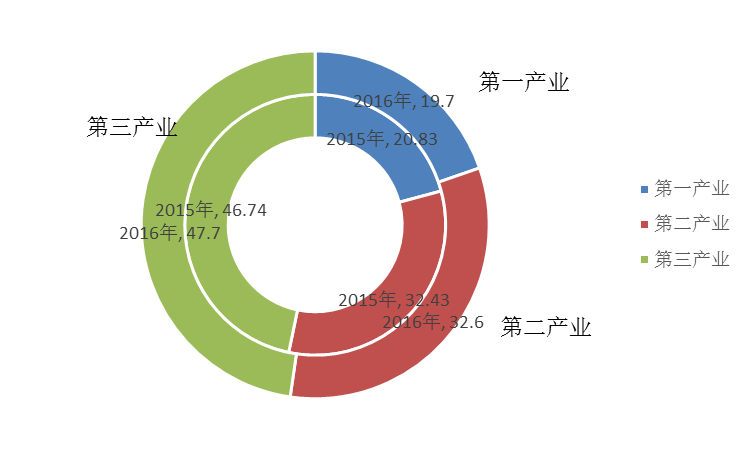 第一产业
2016年, 19.7
第三产业
2015年, 20.83
第一产业
2015年, 46.74
第二产业
2016年, 47.7
第三产业
2015年, 32.43
2016年, 32.6
第二产业